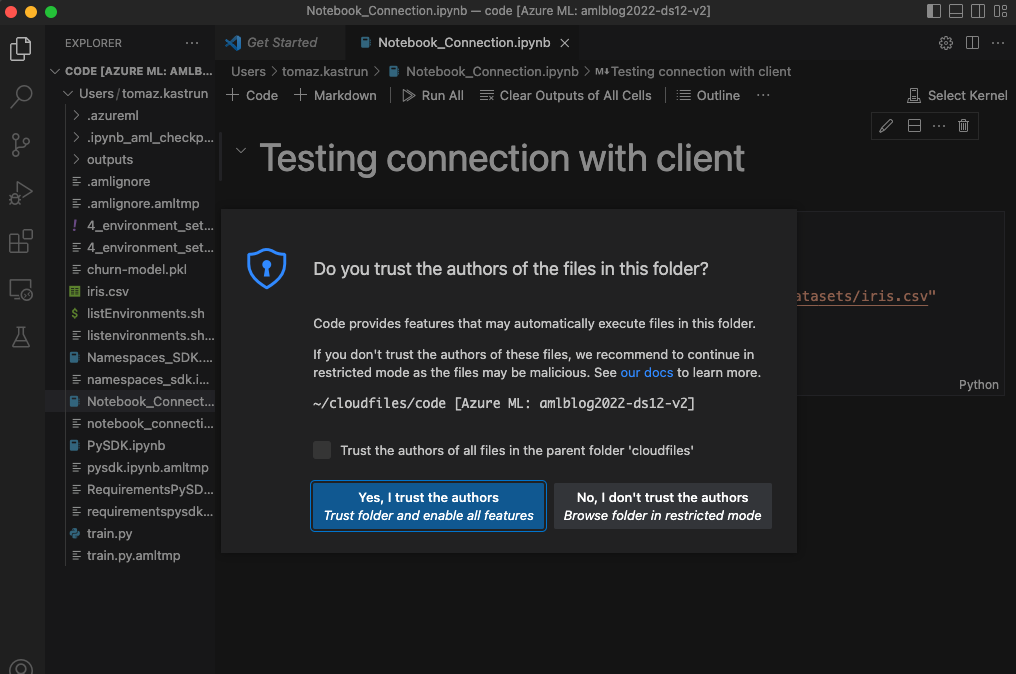 Notebook_Connection.ipynb — code [Azure ML: amlblog2022-ds12-v2]
EXPLORER ...
Get Started
Notebook_Connection.ipynb
...
CODE [AZURE ML: AMLB...
Users > tomaz.kastrun > Notebook_Connection.ipynb > M↓Testing connection with client
Users / tomaz.kastrun
+ Code + Markdown Run All Clear Outputs of All Cells Outline ... Select Kernel
.azureml
.ipynb_aml_checkp...
outputs
.amlignore
.amlignore.amltmp
! 4_environment_set...
4_environment_set...
churn-model.pkl
iris.csv
$ listEnvironments.sh
listenvironments.sh...
Namespaces_SDK....
namespaces_sdk.i...
Notebook_Connect...
notebook_connecti...
PySDK.ipynb
pysdk.ipynb.amltmp
RequirementsPySD...
requirementspysdk...
train.py
train.py.amltmp
...
Testing connection with client
atasets/iris.csv"
Python
Do you trust the authors of the files in this folder?
Code provides features that may automatically execute files in this folder.
If you don't trust the authors of these files, we recommend to continue in
restricted mode as the files may be malicious. See our docs to learn more.
~/cloudfiles/code [Azure ML: amlblog2022-ds12-v2]
Trust the authors of all files in the parent folder 'cloudfiles'
Yes, I trust the authors
Trust folder and enable all features
No, I don't trust the authors
Browse folder in restricted mode